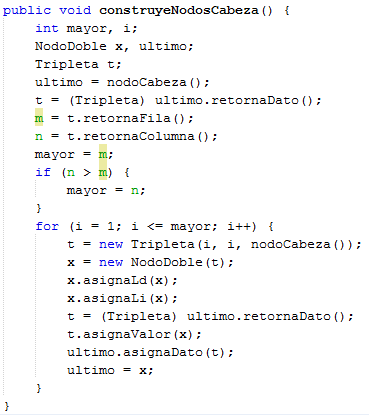 public void construyeNodosCabeza() {
int mayor, i;
NodoDoble x, ultimo;
Tripleta t;
ultimo = nodoCabeza();
t = (Tripleta) ultimo.retornaDato();
m = t.retornaFila();
n = t.retornaColumna();
mayor = m;
if (n > m) {
mayor = n;
}
for (i = 1; i <= mayor; i++) {
t = new Tripleta(i, i, nodoCabeza());
x = new NodoDoble(t);
x.asignaLd(x);
x.asignaLi(x);
t = (Tripleta) ultimo.retornaDato();
t.asignaValor(x);
ultimo.asignaDato(t);
ultimo = x;
}
}